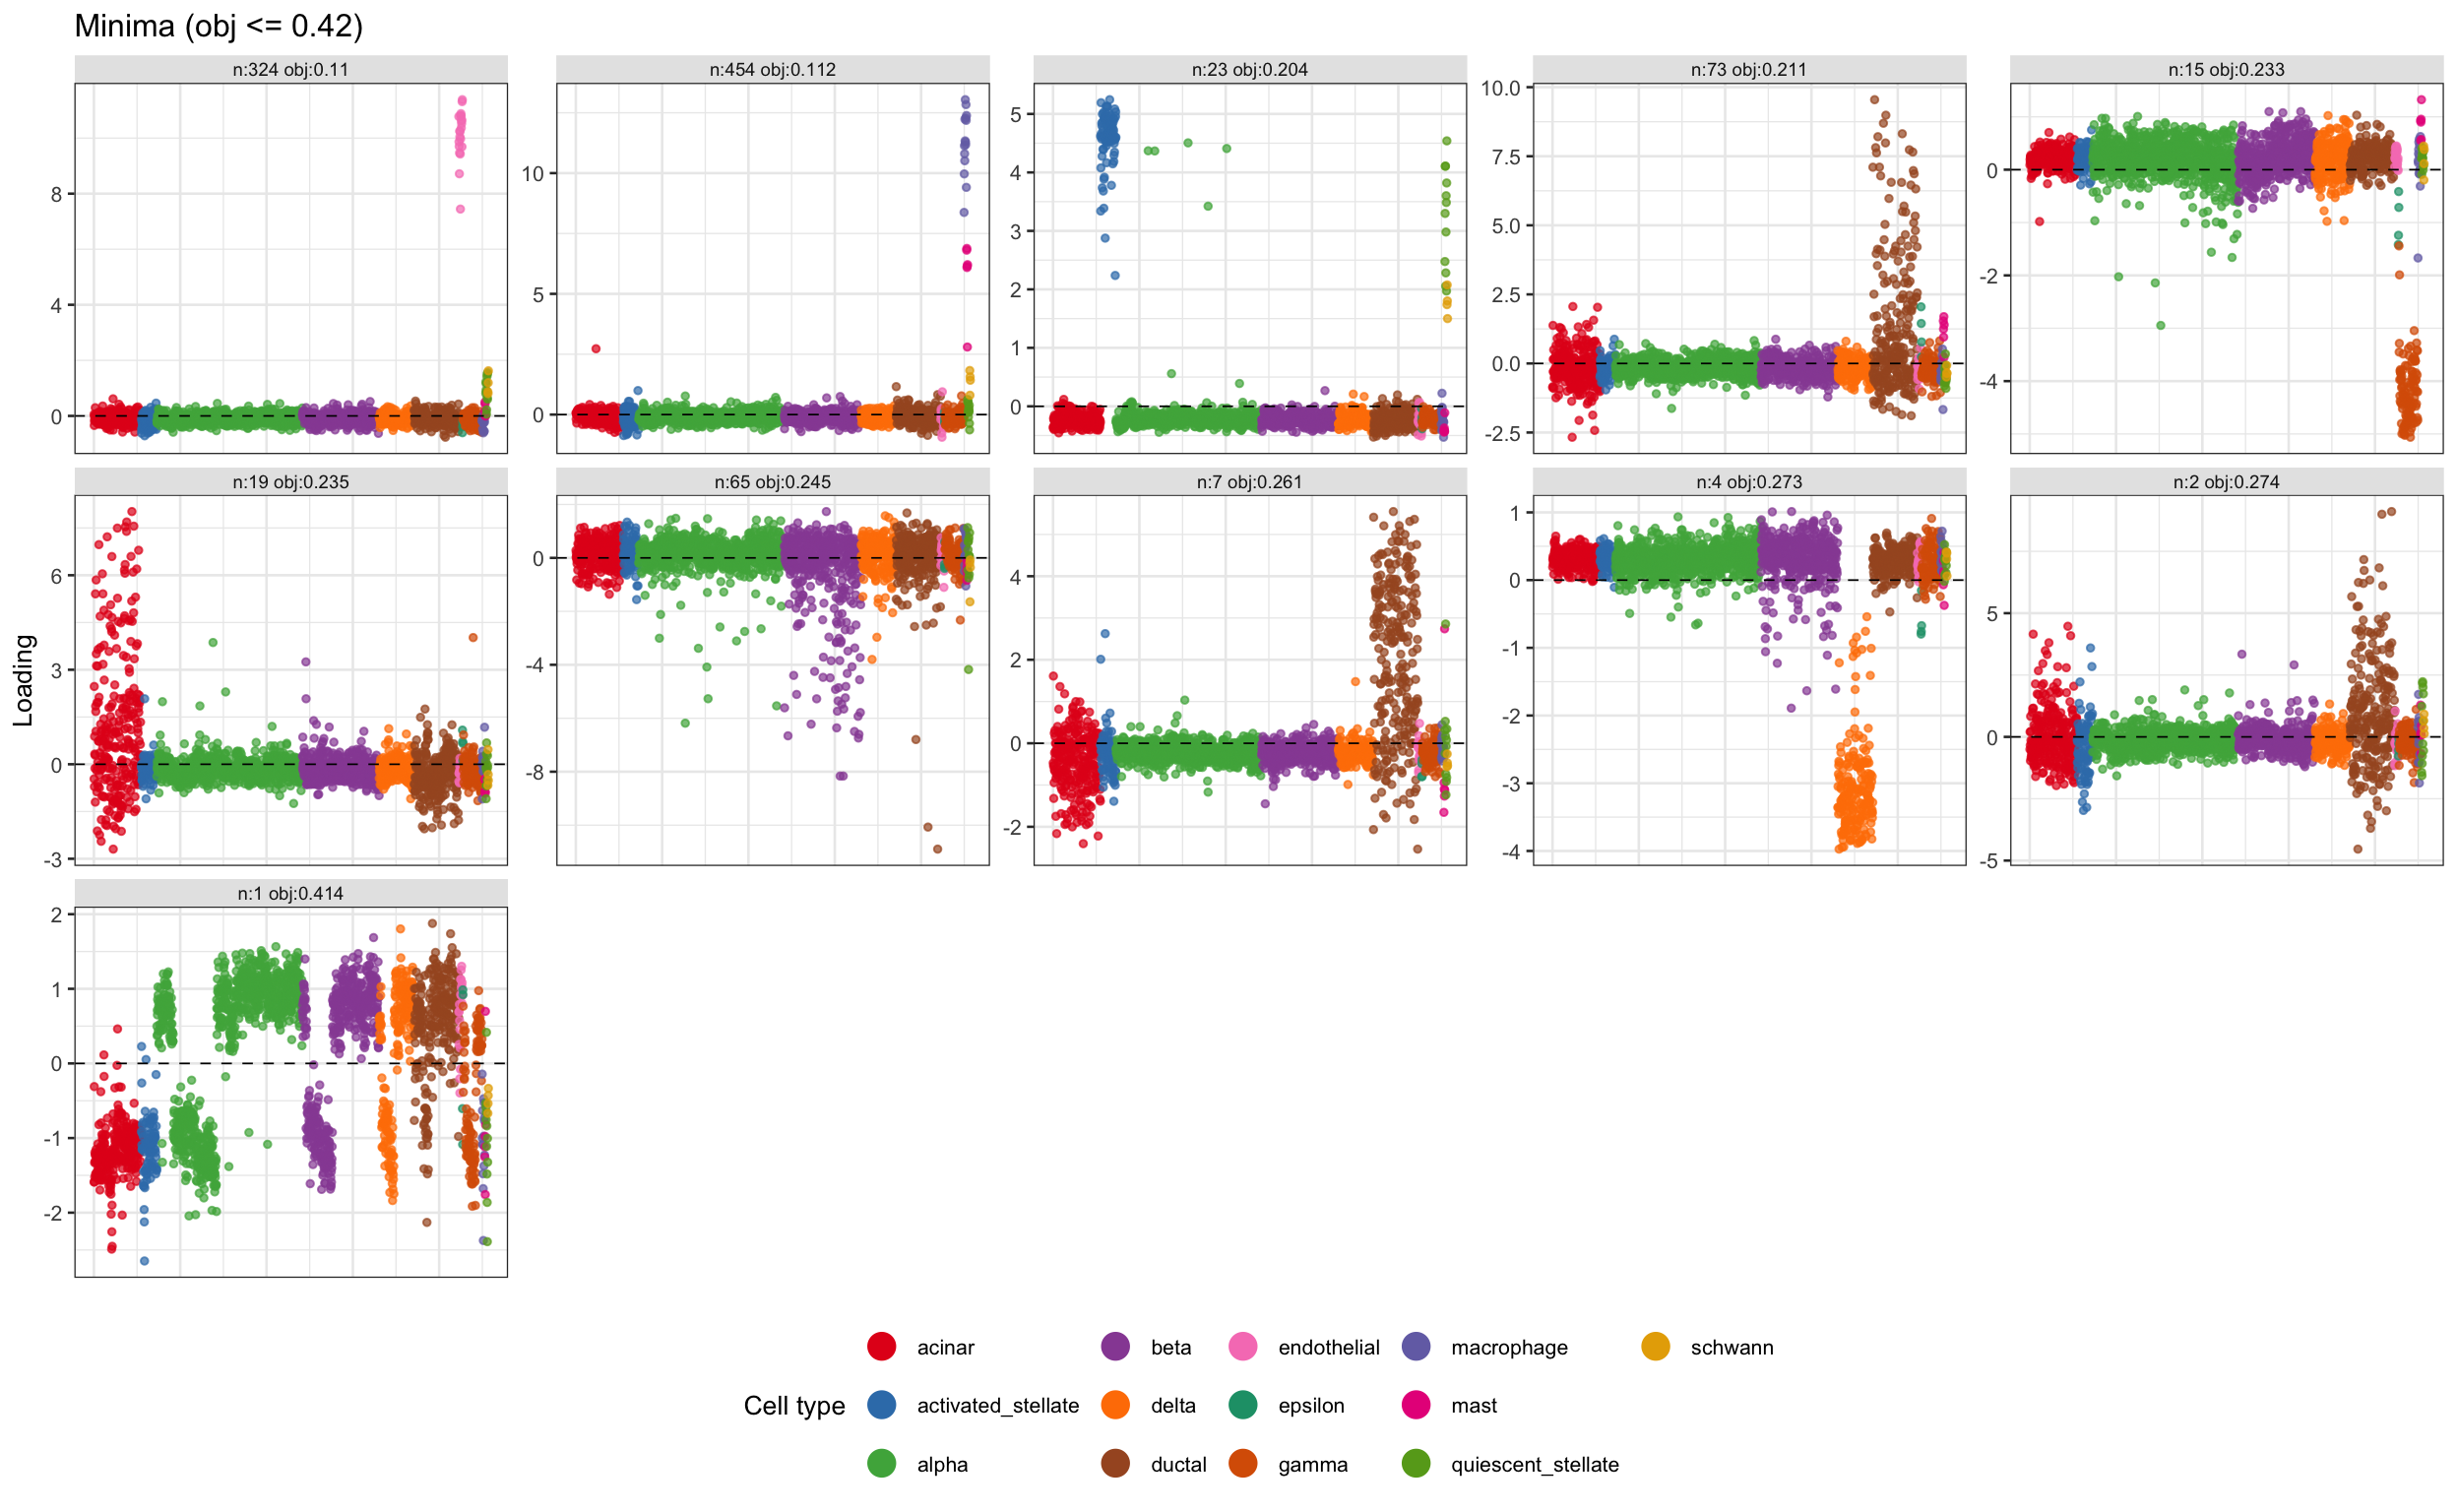 Minima (obj <= 0.42)
n:324 obj:0.11
n:454 obj:0.112
n:23 obj:0.204
n:73 obj:0.211
n:15 obj:0.233
8
4
0
10
5
0
5
4
3
2
1
0
10.0
7.5
5.0
2.5
0.0
-2.5
0
-2
-4
n:19 obj:0.235
n:65 obj:0.245
n:7 obj:0.261
n:4 obj:0.273
n:2 obj:0.274
6
3
0
-3
0
-4
-8
4
2
0
-2
1
0
-1
-2
-3
-4
5
0
-5
Loading
n:1 obj:0.414
2
1
0
-1
-2
Cell type
acinar
activated_stellate
alpha
beta
delta
ductal
endothelial
epsilon
gamma
macrophage
mast
quiescent_stellate
schwann